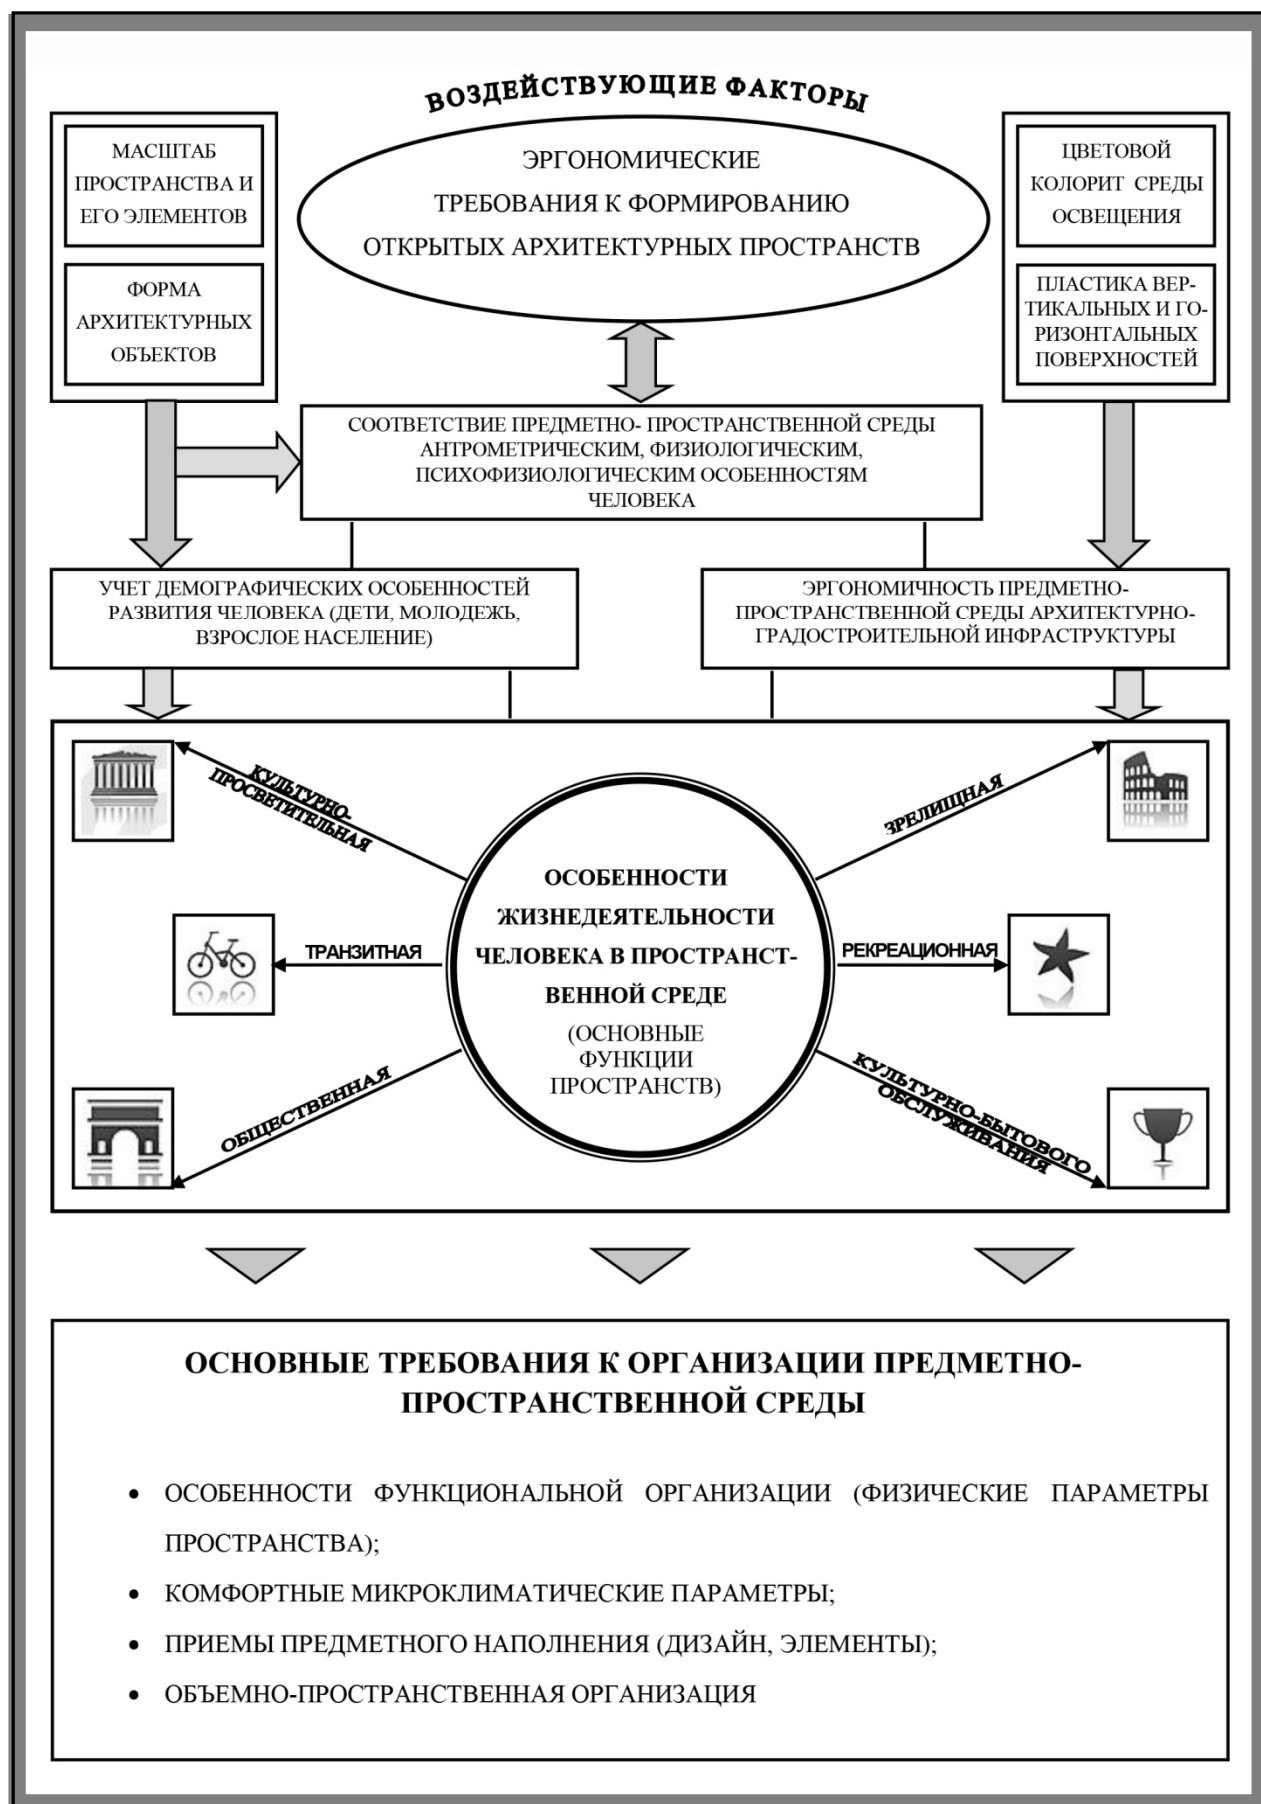 ВОЗДЕЙСТВУЮЩИЕ ФАКТОРЫ
МАСШТАБ
ПРОСТРАНСТВА И
ЕГО ЭЛЕМЕНТОВ
ФОРМА
АРХИТЕКТУРНЫХ
ОБЪЕКТОВ
ЭРГОНОМИЧЕСКИЕ
ТРЕБОВАНИЯ К ФОРМИРОВАНИЮ
ОТКРЫТЫХ АРХИТЕКТУРНЫХ ПРОСТРАНСТВ
ЦВЕТОВОЙ
КОЛОРИТ СРЕДЫ
ОСВЕЩЕНИЯ
ПЛАСТИКА ВЕР-
ТИКАЛЬНЫХ И ГО-
РИЗОНТАЛЬНЫХ
ПОВЕРХНОСТЕЙ
СООТВЕТСТВИЕ ПРЕДМЕТНО- ПРОСТРАНСТВЕННОЙ СРЕДЫ
АНТРОМЕТРИЧЕСКИМ, ФИЗИОЛОГИЧЕСКИМ,
ПСИХОФИЗИОЛОГИЧЕСКИМ ОСОБЕННОСТЯМ
ЧЕЛОВЕКА
УЧЕТ ДЕМОГРАФИЧЕСКИХ ОСОБЕННОСТЕЙ
РАЗВИТИЯ ЧЕЛОВЕКА (ДЕТИ, МОЛОДЕЖЬ,
ВЗРОСЛОЕ НАСЕЛЕНИЕ)
ЭРГОНОМИЧНОСТЬ ПРЕДМЕТНО-
ПРОСТРАНСТВЕННОЙ СРЕДЫ АРХИТЕКТУРНО-
ГРАДОСТРОИТЕЛЬНОЙ ИНФРАСТРУКТУРЫ
КУЛЬТУРНО-
ПРОСВЕТИТЕЛЬНАЯ
ЗРЕЛИЩНАЯ
ТРАНЗИТНАЯ
РЕКРЕАЦИОННАЯ
ОБЩЕСТВЕННАЯ
КУЛЬТУРНО-БЫТОВОГО
ОБСЛУЖИВАНИЯ
ОСОБЕННОСТИ
ЖИЗНЕДЕЯТЕЛЬНОСТИ
ЧЕЛОВЕКА В ПРОСТРАНСТ-
ВЕННОЙ СРЕДЕ
(ОСНОВНЫЕ
ФУНКЦИИ
ПРОСТРАНСТВ)
ОСНОВНЫЕ ТРЕБОВАНИЯ К ОРГАНИЗАЦИИ ПРЕДМЕТНО-
ПРОСТРАНСТВЕННОЙ СРЕДЫ
• ОСОБЕННОСТИ ФУНКЦИОНАЛЬНОЙ ОРГАНИЗАЦИИ (ФИЗИЧЕСКИЕ ПАРАМЕТРЫ
ПРОСТРАНСТВА);
• КОМФОРТНЫЕ МИКРОКЛИМАТИЧЕСКИЕ ПАРАМЕТРЫ;
• ПРИЕМЫ ПРЕДМЕТНОГО НАПОЛНЕНИЯ (ДИЗАЙН, ЭЛЕМЕНТЫ);
• ОБЪЕМНО-ПРОСТРАНСТВЕННАЯ ОРГАНИЗАЦИЯ